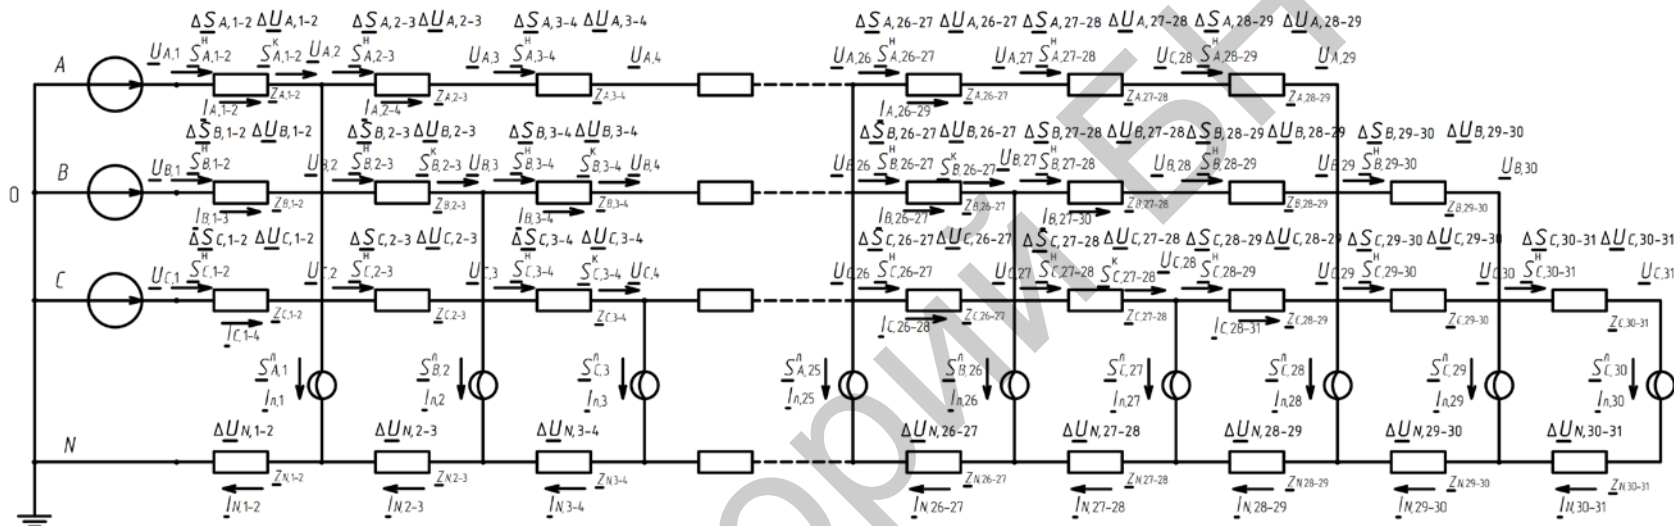 ΔS A,1-2 ΔU A,1-2 ΔS A,2-3 ΔU A,2-3 ΔS A,3-4 ΔU A,3-4 ΔS A,26-27 ΔU A,26-27 ΔS A,27-28 ΔU A,27-28 ΔS A,28-29 ΔU A,28-29
A U A,1 S н A,1-2 S к A,1-2 U A,2 S н A,2-3 U A,3 S н A,3-4 U A,4 U A,26 S н A,26-27 U A,27 S н A,27-28 U C,28 S н A,28-29 U A,29
Z A,1-2 Z A,2-3 Z A,3-4 Z A,26-27 Z A,27-28 Z A,28-29
I A,1-2 I A,2-4 I A,26-29
ΔS B,1-2 ΔU B,1-2 ΔS B,2-3 ΔU B,2-3 ΔS B,3-4 ΔU B,3-4 ΔS B,26-27 ΔU B,26-27 ΔS B,27-28 ΔU B,27-28 ΔS B,28-29 ΔU B,28-29 ΔS B,29-30 ΔU B,29-30
0 B U B,1 S н B,1-2 U B,2 S н B,2-3 S к B,2-3 U B,3 S н B,3-4 S к B,3-4 U B,4 U B,26 S н B,26-27 S к B,26-27 U B,27 S н B,27-28 U B,28 S н B,28-29 U B,29 S н B,29-30 U B,30
Z B,1-2 Z B,2-3 Z B,3-4 Z B,26-27 Z B,27-28 Z B,28-29 Z B,29-30
I B,1-3 I B,3-4 I B,26-27 I B,27-30
ΔS C,1-2 ΔU C,1-2 ΔS C,2-3 ΔU C,2-3 ΔS C,3-4 ΔU C,3-4 ΔS C,26-27 ΔU C,26-27 ΔS C,27-28 ΔU C,27-28 ΔS C,28-29 ΔU C,28-29 ΔS C,29-30 ΔU C,29-30 ΔS C,30-31 ΔU C,30-31
C U C,1 S н C,1-2 U C,2 S н C,2-3 U C,3 S н C,3-4 S к C,3-4 U C,4 U C,26 S н C,26-27 U C,27 S н C,27-28 S к C,27-28 U C,28 S н C,28-29 U C,29 S н C,29-30 U C,30 S н C,30-31 U C,31
Z C,1-2 Z C,2-3 Z C,3-4 Z C,26-27 Z C,27-28 Z C,28-29 Z C,29-30 Z C,30-31
I C,1-4 I C,26-28 I C,28-31
S п A,1 S п B,2 S п C,3 S п A,25 S п B,26 S п C,27 S п C,28 S п C,29 S п C,30
I п,1 I п,2 I п,3 I п,25 I п,26 I п,27 I п,28 I п,29 I п,30
N ΔU N,1-2 ΔU N,2-3 ΔU N,3-4 ΔU N,26-27 ΔU N,27-28 ΔU N,28-29 ΔU N,29-30 ΔU N,30-31
Z N,1-2 Z N,2-3 Z N,3-4 Z N,26-27 Z N,27-28 Z N,28-29 Z N,29-30 Z N,30-31
I N,1-2 I N,2-3 I N,3-4 I N,26-27 I N,27-28 I N,28-29 I N,29-30 I N,30-31
орий БН